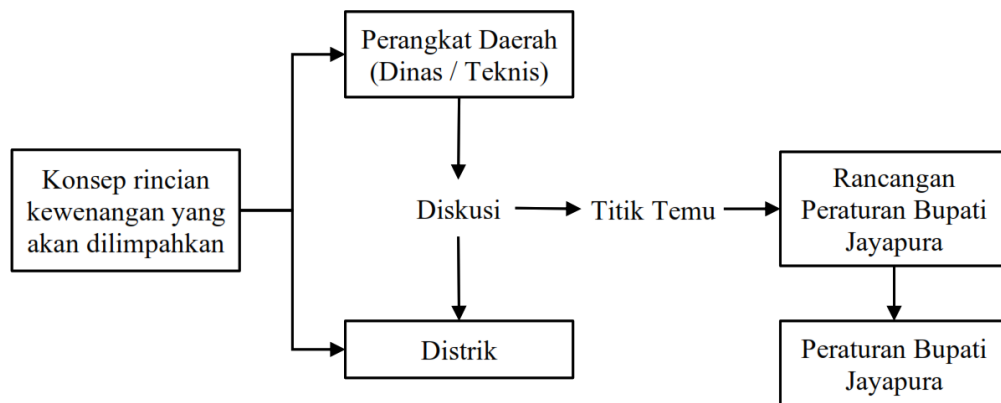 Perangkat Daerah
(Dinas / Teknis)
Konsep rincian
kewenangan yang
akan dilimpahkan
Diskusi
Titik Temu
Rancangan
Peraturan Bupati
Jayapura
Distrik
Peraturan Bupati
Jayapura